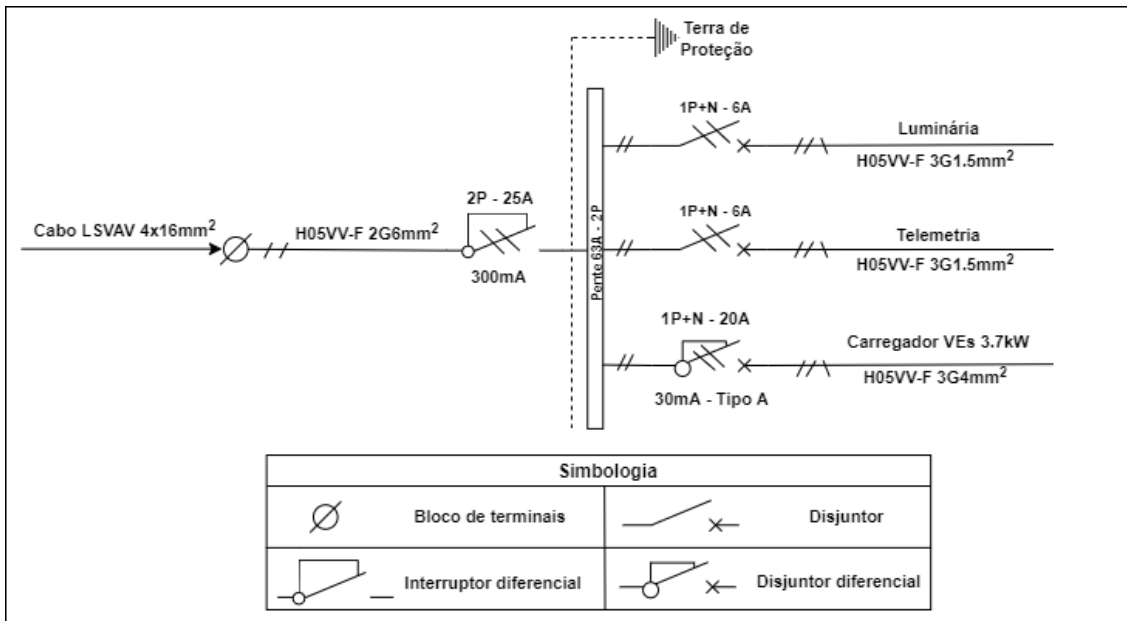 Terra de
Proteção
1P+N - 6A
Luminária
H05VV-F 3G1.5mm²
2P - 25A
Cabo LSVAV 4x16mm²
H05VV-F 2G6mm²
300mA
Pente 63A - 2P
1P+N - 6A
Telemetria
H05VV-F 3G1.5mm²
1P+N - 20A
Carregador VEs 3.7kW
H05VV-F 3G4mm²
30mA - Tipo A
Simbologia
Bloco de terminais
Disjuntor
Interruptor diferencial
Disjuntor diferencial